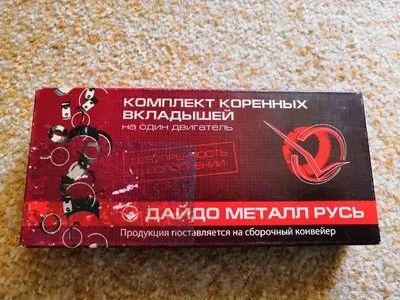 КОМПЛЕКТ КОРЕННЫХ
ВКЛАДЫШЕЙ
на один двигатель
ДАЙДО МЕТАЛЛ РУСЬ
Продукция поставляется на сборочный конвейер